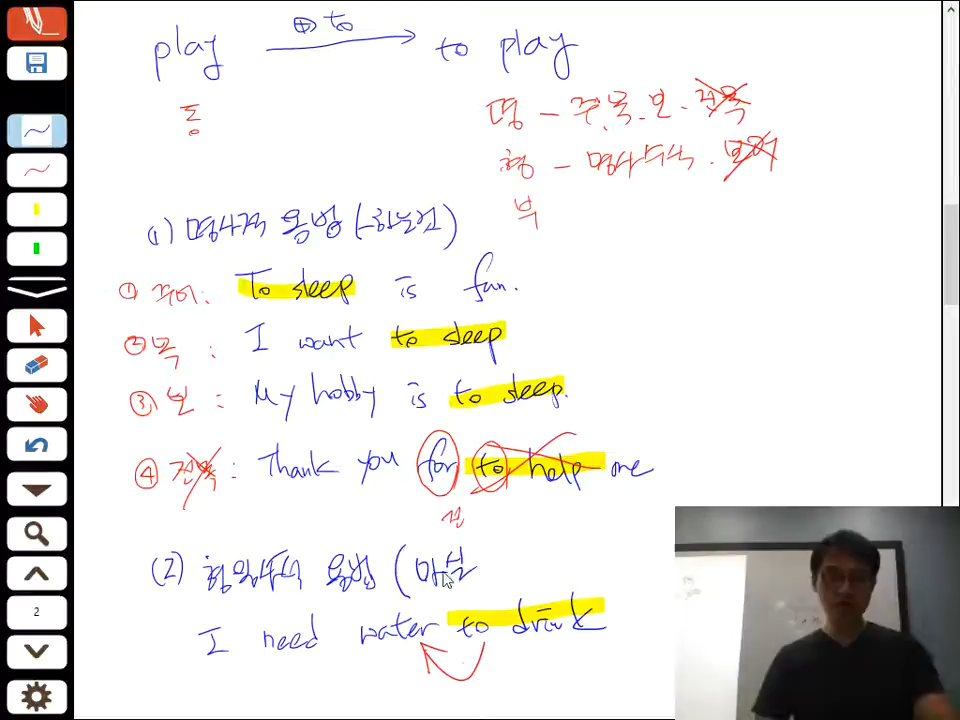 play ⊕ to → to play
동 명 - 주.목.보.전목
형 - 명사수식.보어
부
(1) 명사적 용법 (~하는것)
① 주어: To sleep is fun.
② 목: I want to sleep
③ 보: My hobby is to sleep.
④ 전목: Thank you for to help me
전
(2) 형용사적 용법 (마실
I need water to drink
2